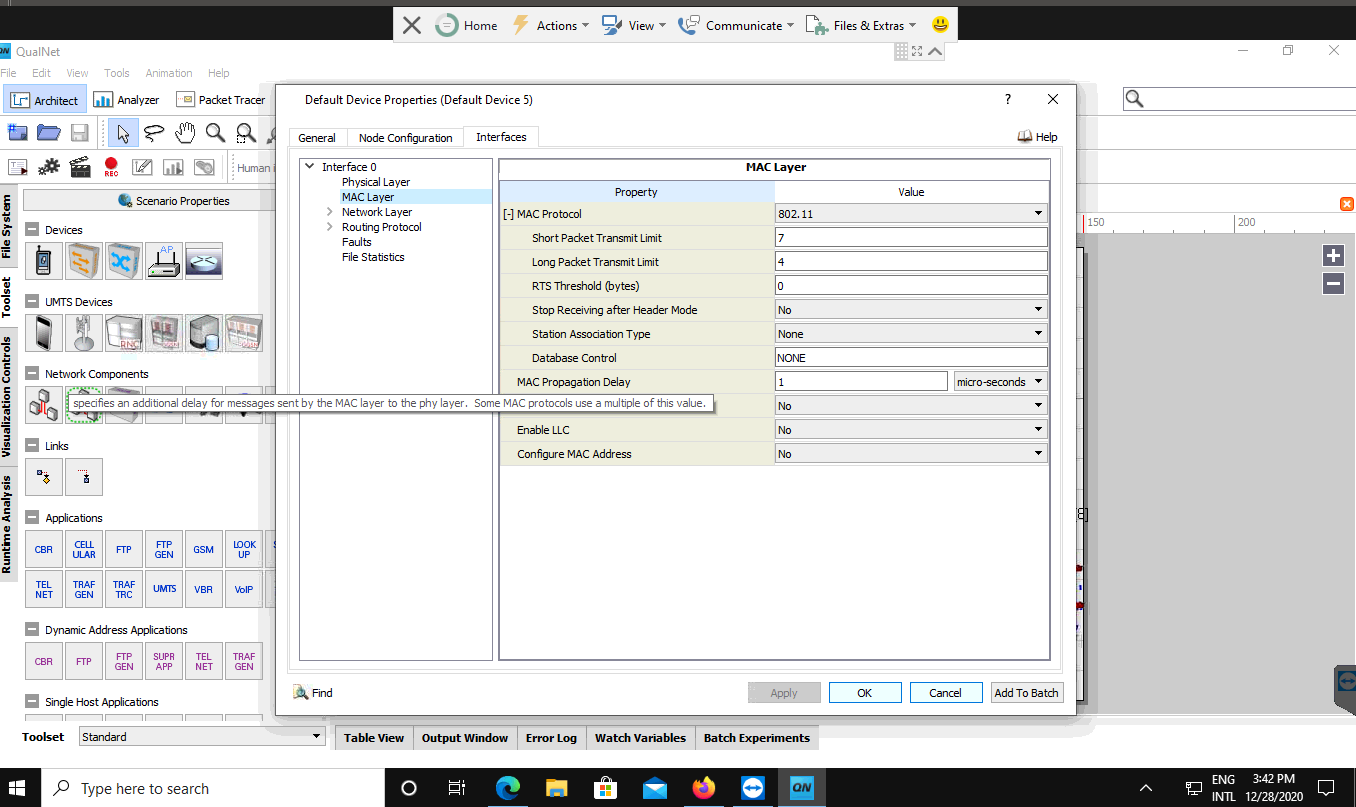 Home
Actions
View
Communicate
Files & Extras
QN QualNet
File Edit View Tools Animation Help
Architect
Analyzer
Packet Tracer
REC
Human i
File System
Toolset
Visualization Controls
Runtime Analysis
Scenario Properties
Devices
AP
UMTS Devices
RNC
Network Components
Links
Applications
CBR
CELL ULAR
FTP
FTP GEN
GSM
LOOK UP
TEL NET
TRAF GEN
TRAF TRC
UMTS
VBR
VoIP
Dynamic Address Applications
CBR
FTP
FTP GEN
SUPR APP
TEL NET
TRAF GEN
Single Host Applications
Toolset Standard
Default Device Properties (Default Device 5)
?
General
Node Configuration
Interfaces
Help
Interface 0
Physical Layer
MAC Layer
Network Layer
Routing Protocol
Faults
File Statistics
MAC Layer
Property Value
[-] MAC Protocol 802.11
Short Packet Transmit Limit 7
Long Packet Transmit Limit 4
RTS Threshold (bytes) 0
Stop Receiving after Header Mode No
Station Association Type None
Database Control NONE
MAC Propagation Delay 1 micro-seconds
specifies an additional delay for messages sent by the MAC layer to the phy layer. Some MAC protocols use a multiple of this value.
No
Enable LLC No
Configure MAC Address No
Find
Apply
OK
Cancel
Add To Batch
150
200
8]
Table View
Output Window
Error Log
Watch Variables
Batch Experiments
Type here to search
QN
ENG
INTL
3:42 PM
12/28/2020